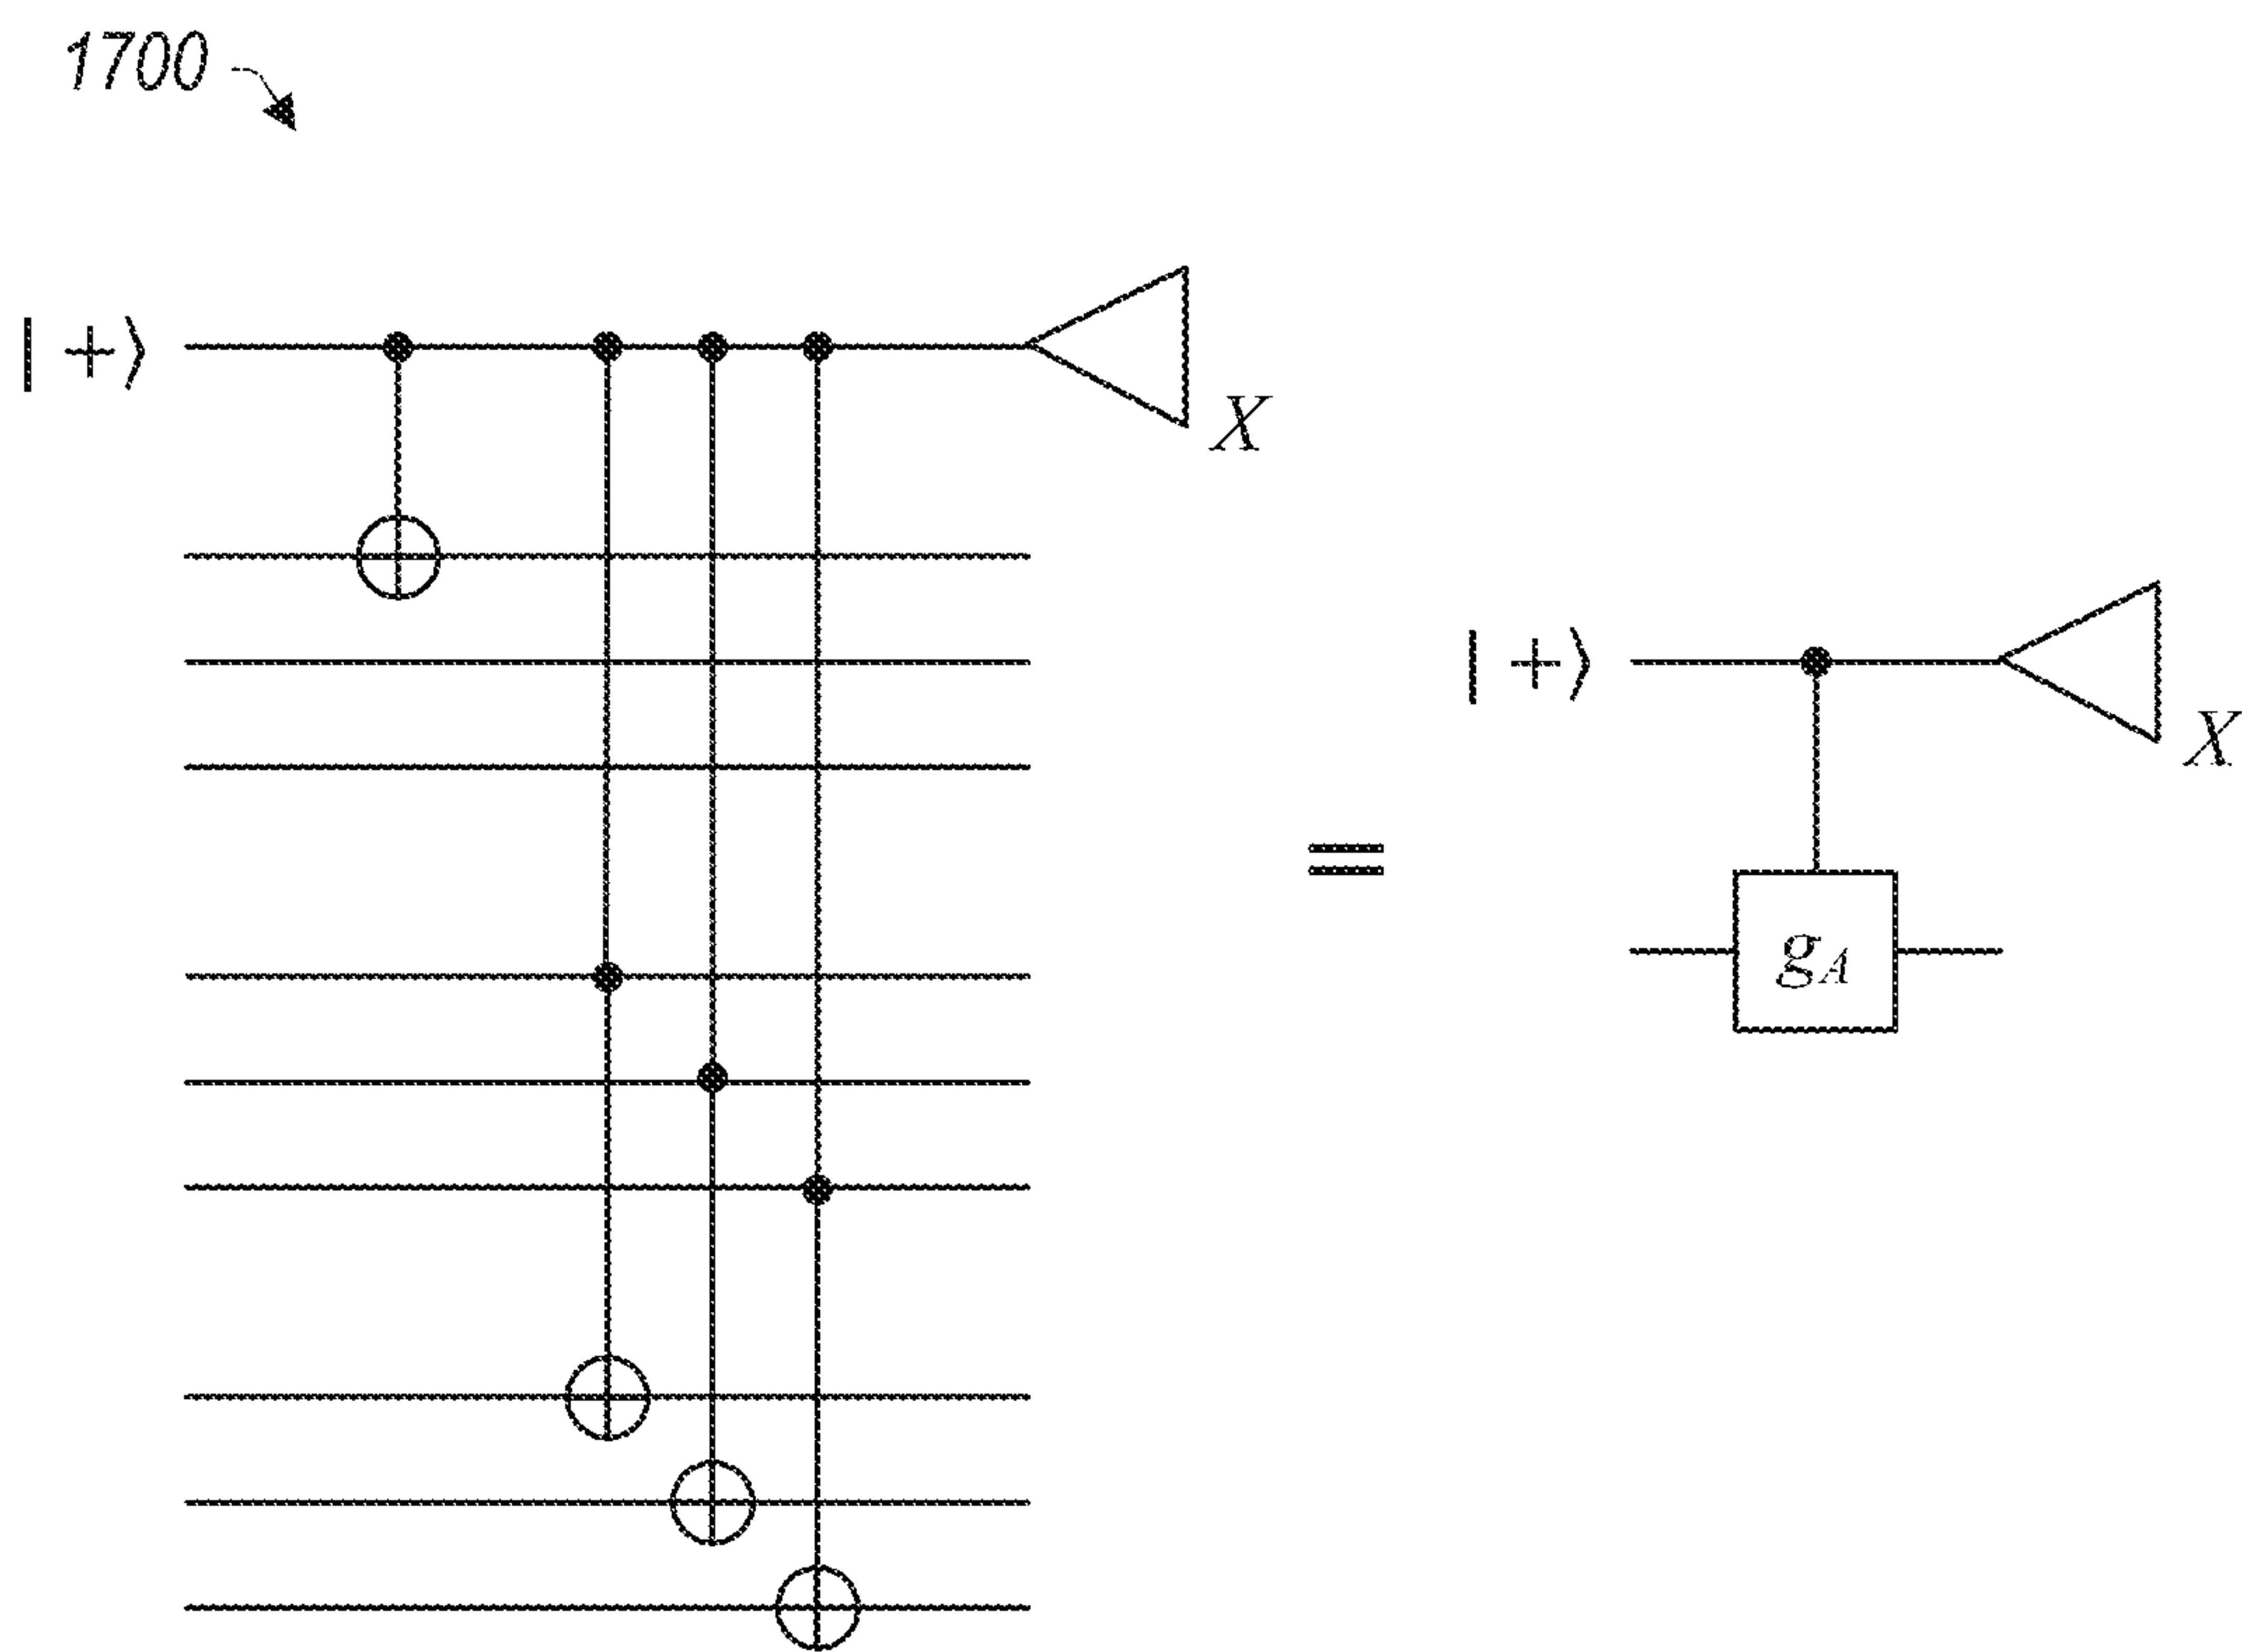 1700
|+⟩
X
|+⟩
X
=
g_A